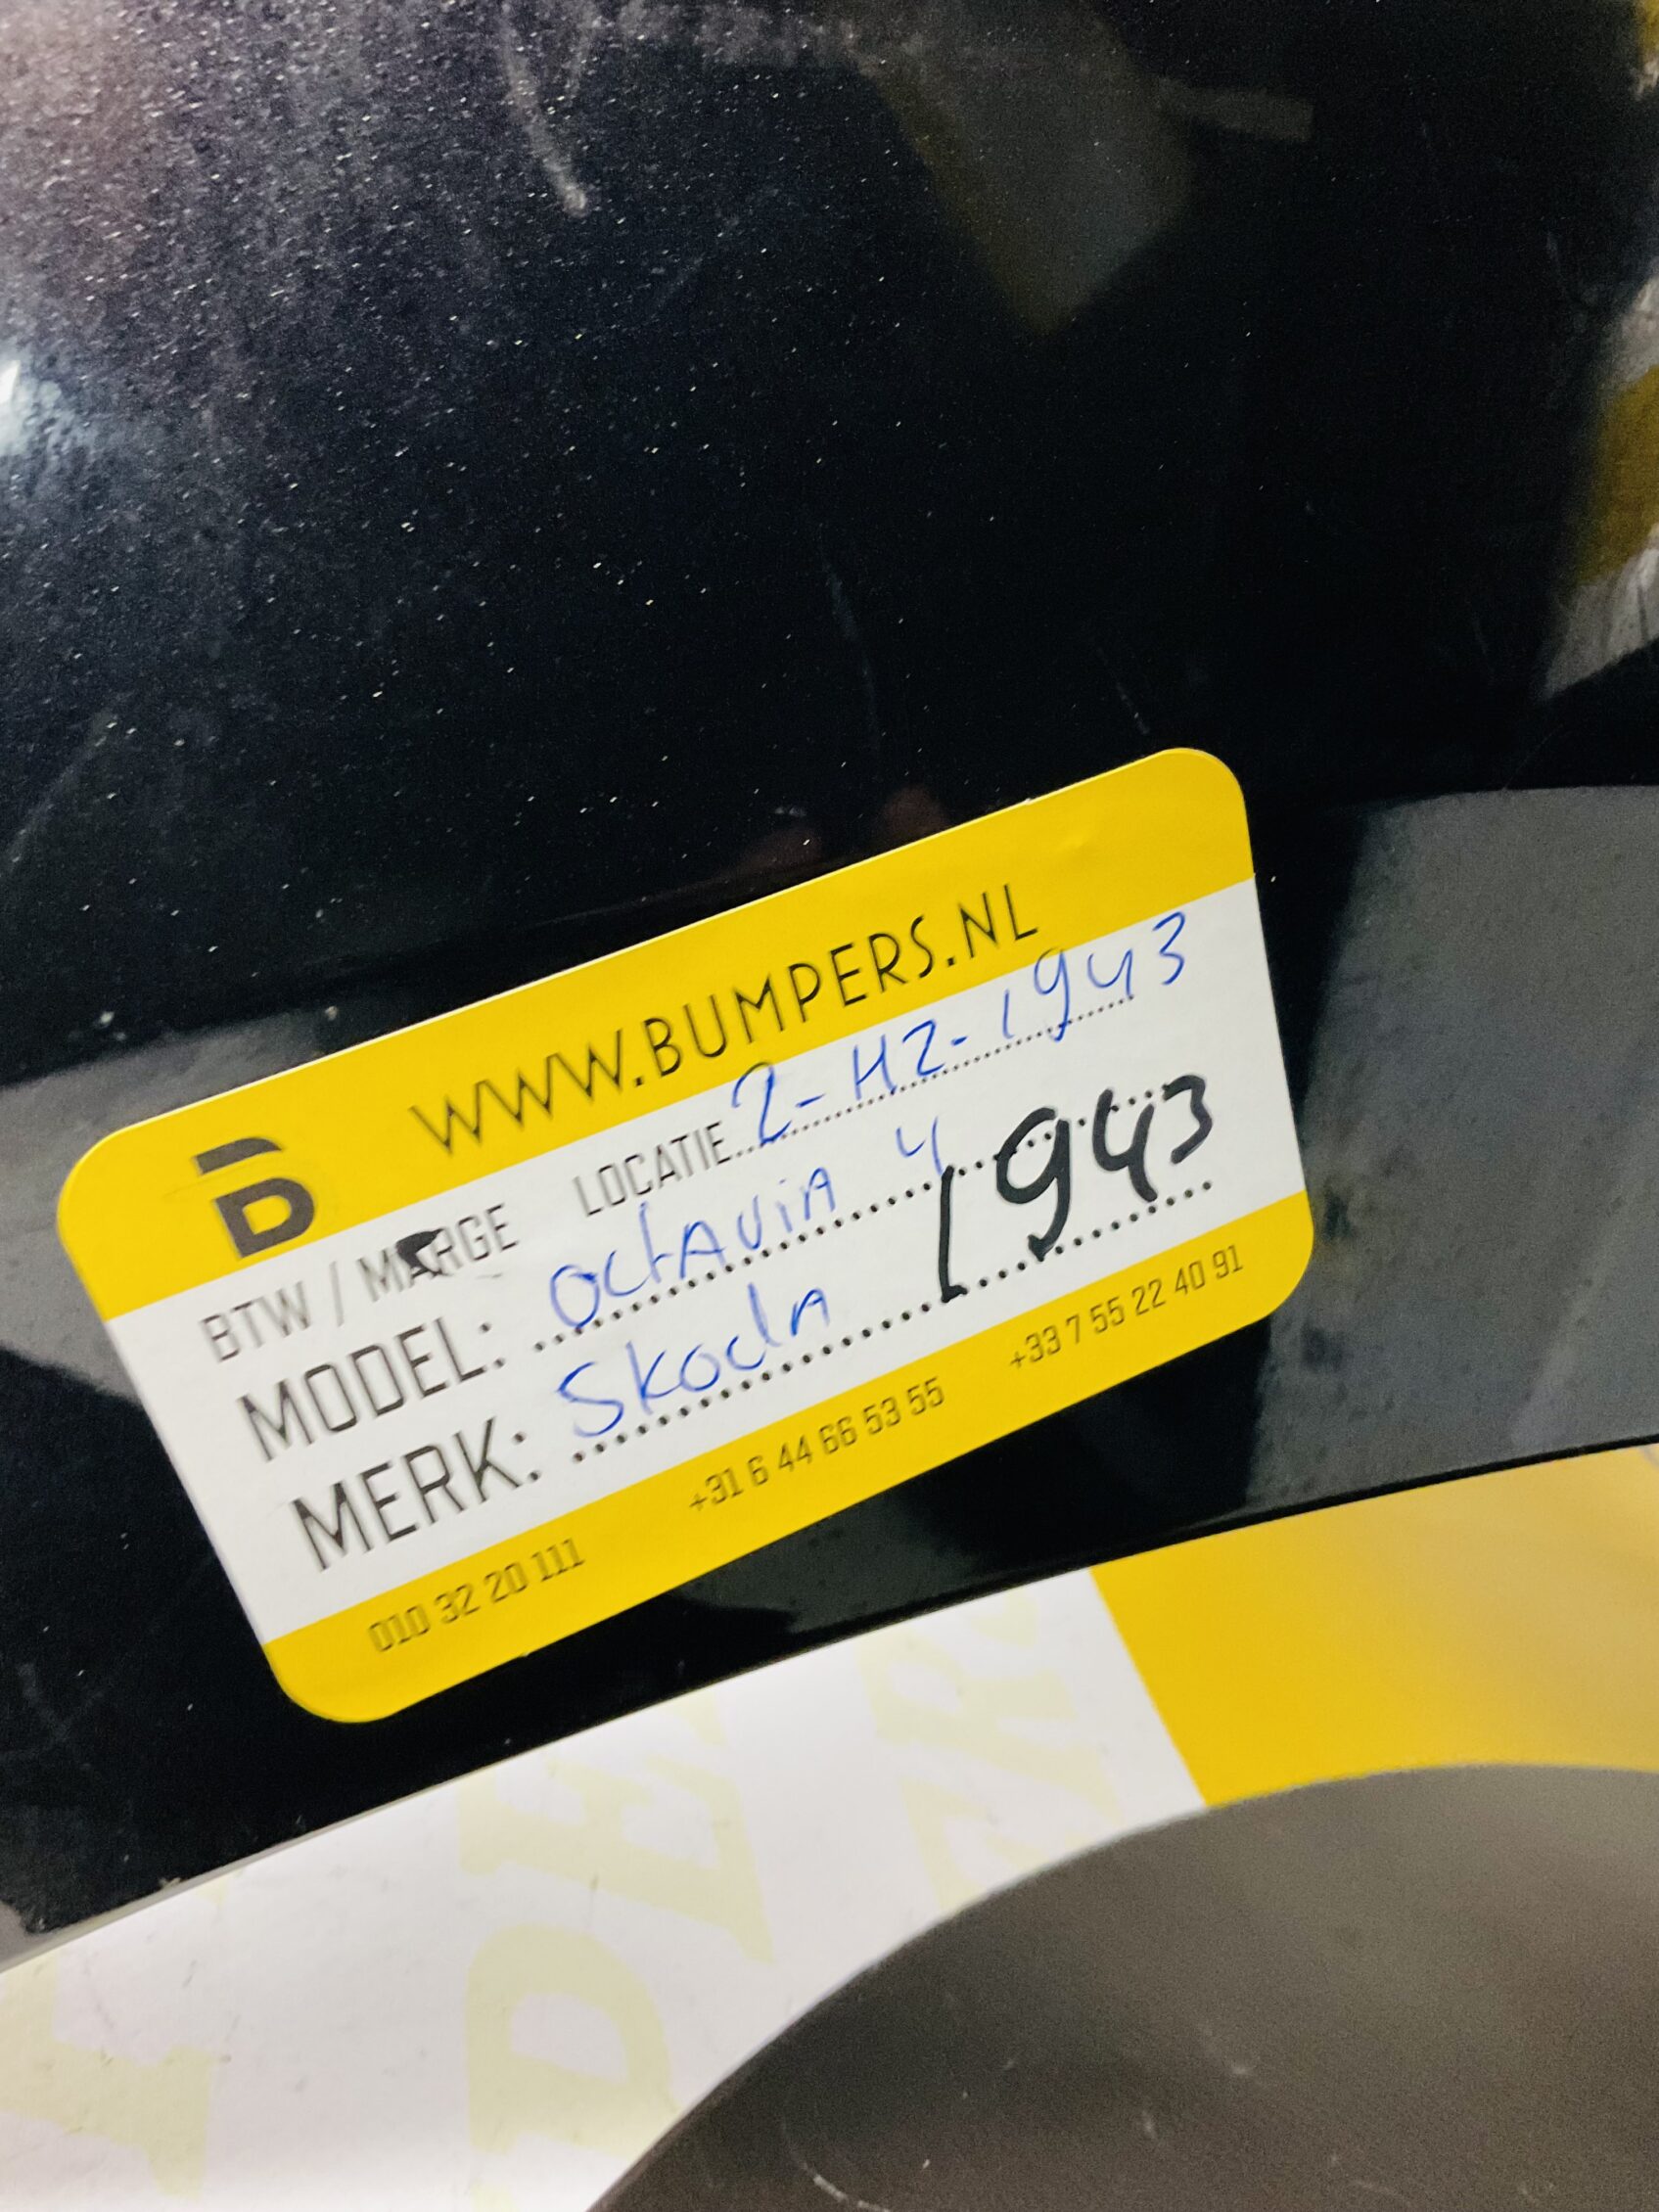 B WWW.BUMPERS.NL
BTW / MARGE LOCATIE 2-H2-1943
MODEL: Octavia 4
MERK: Skoda 1943
010 32 20 111 +31 6 44 66 53 55 +33 7 55 22 40 91